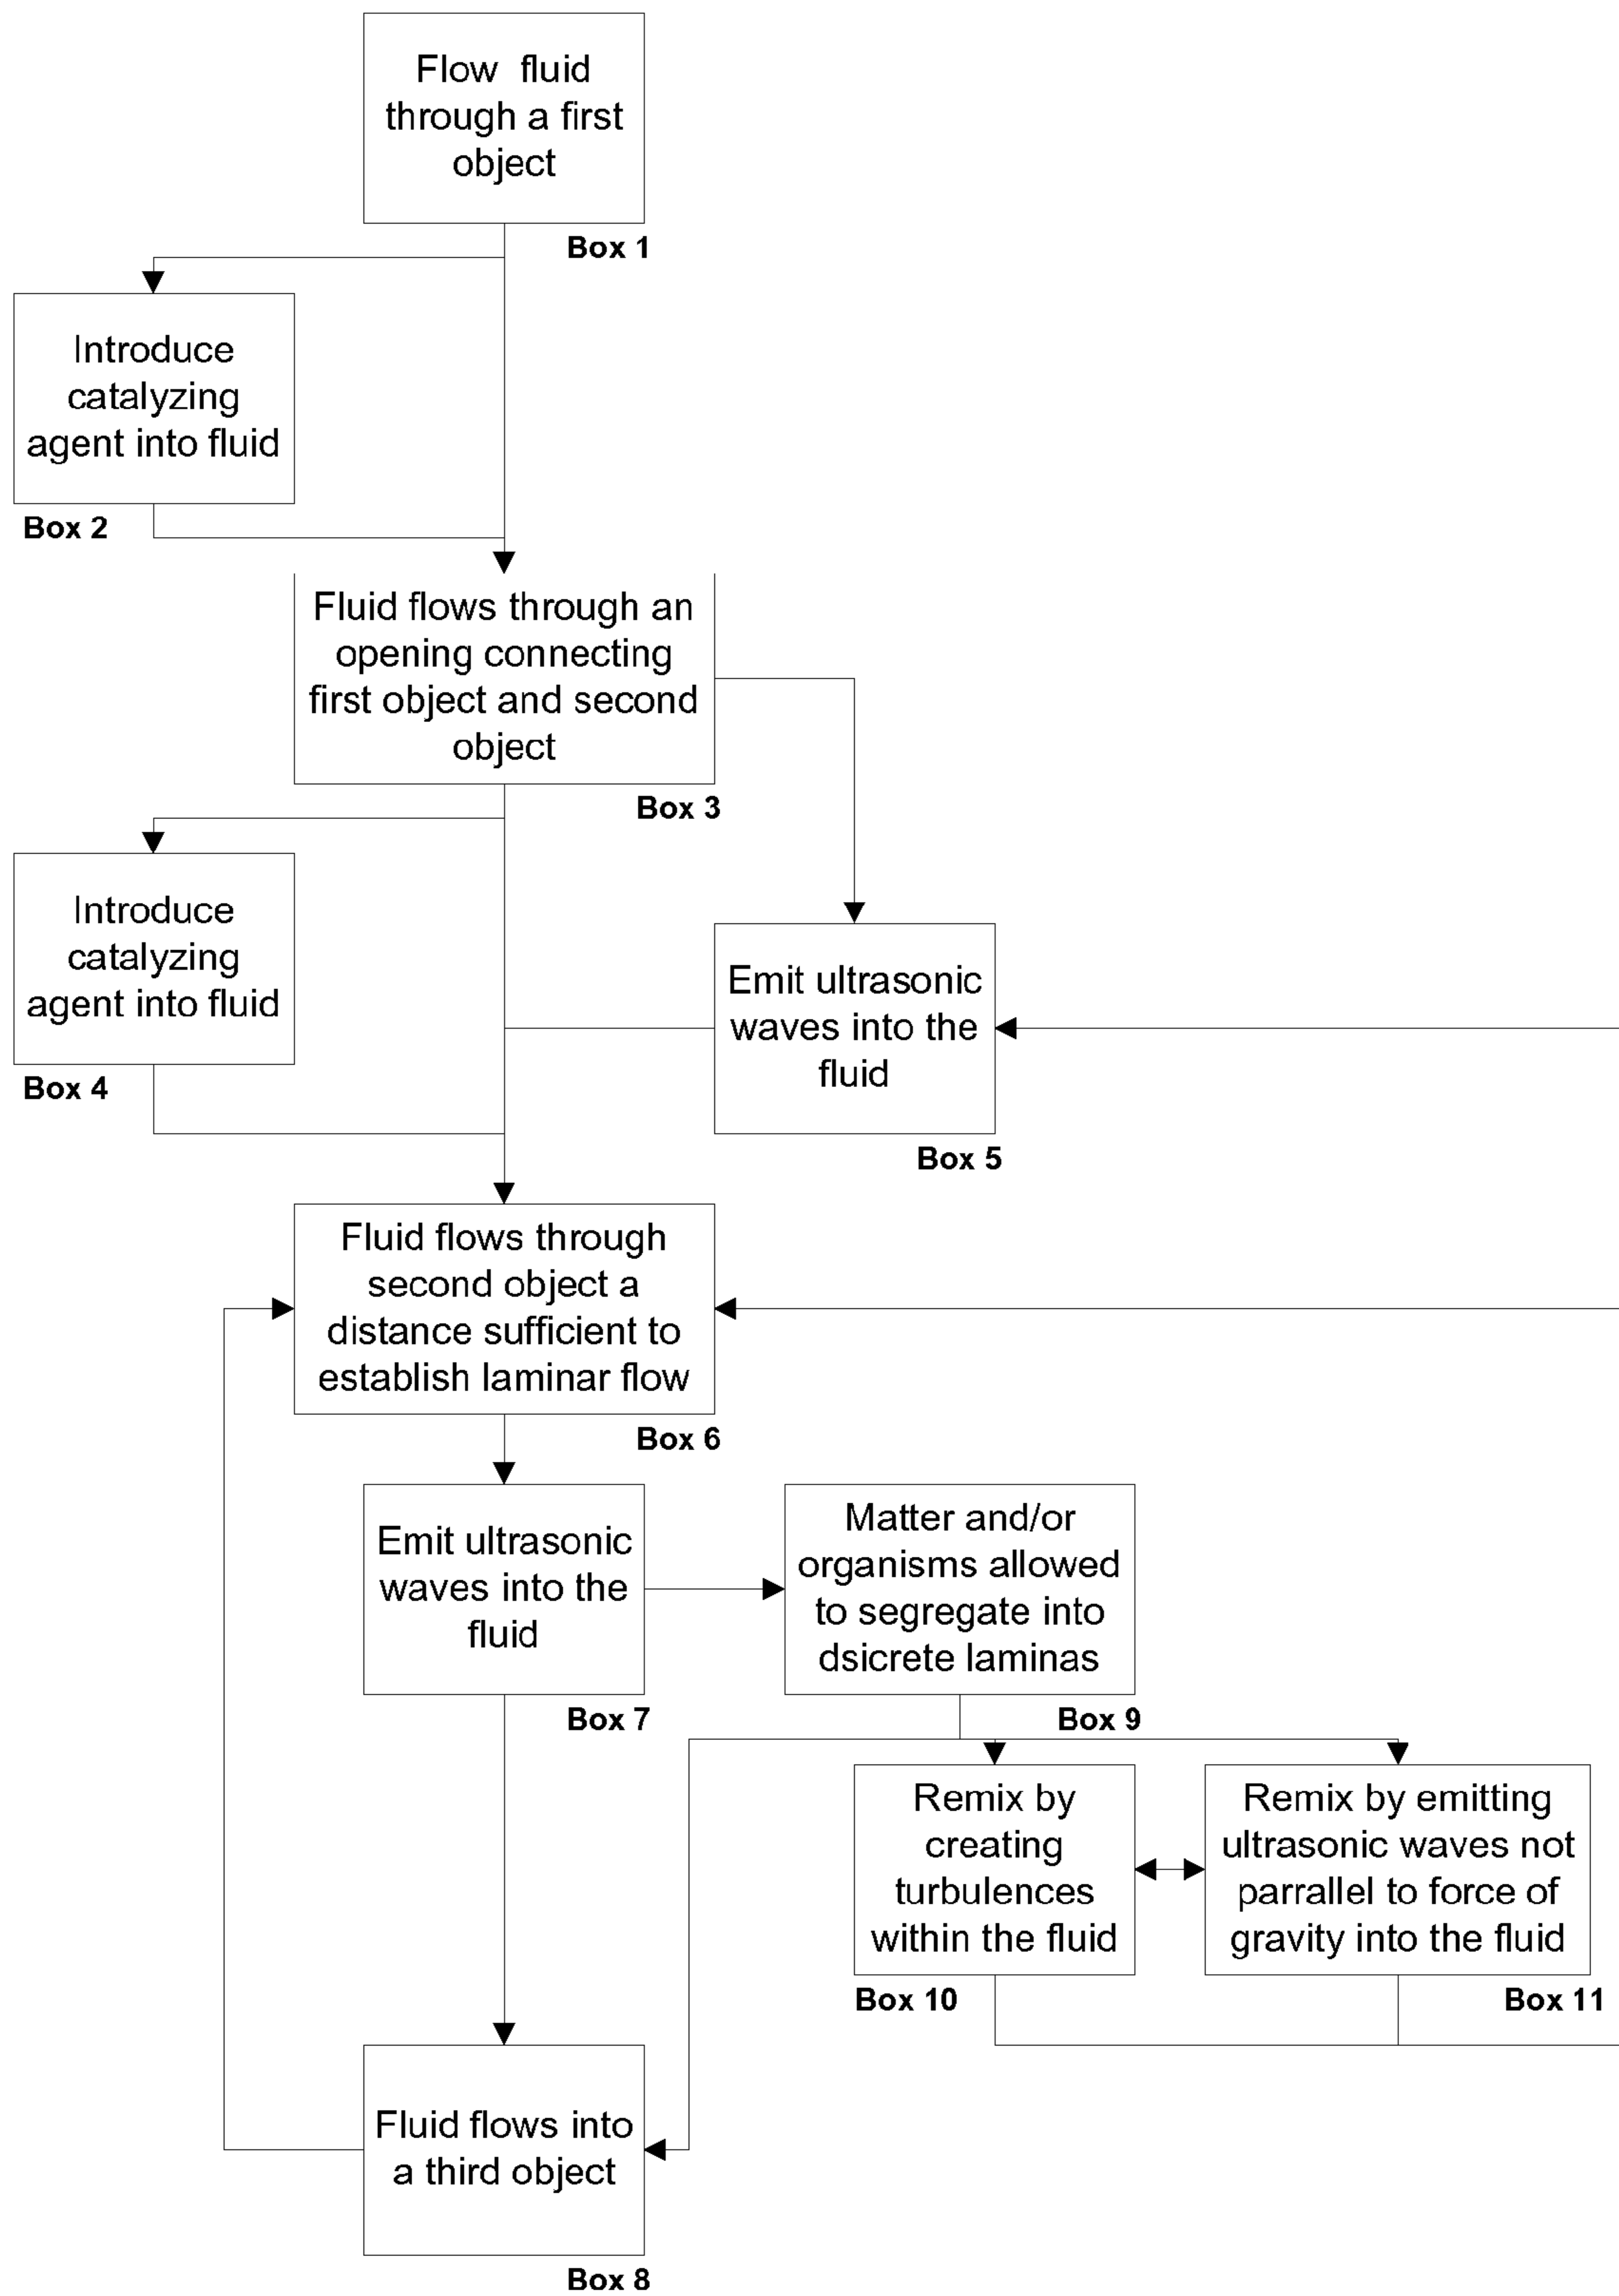 Flow fluid
through a first
object
Box 1
Introduce
catalyzing
agent into fluid
Box 2
Fluid flows through an
opening connecting
first object and second
object
Box 3
Introduce
catalyzing
agent into fluid
Box 4
Emit ultrasonic
waves into the
fluid
Box 5
Fluid flows through
second object a
distance sufficient to
establish laminar flow
Box 6
Emit ultrasonic
waves into the
fluid
Box 7
Matter and/or
organisms allowed
to segregate into
dsicrete laminas
Box 9
Remix by
creating
turbulences
within the fluid
Box 10
Remix by emitting
ultrasonic waves not
parrallel to force of
gravity into the fluid
Box 11
Fluid flows into
a third object
Box 8